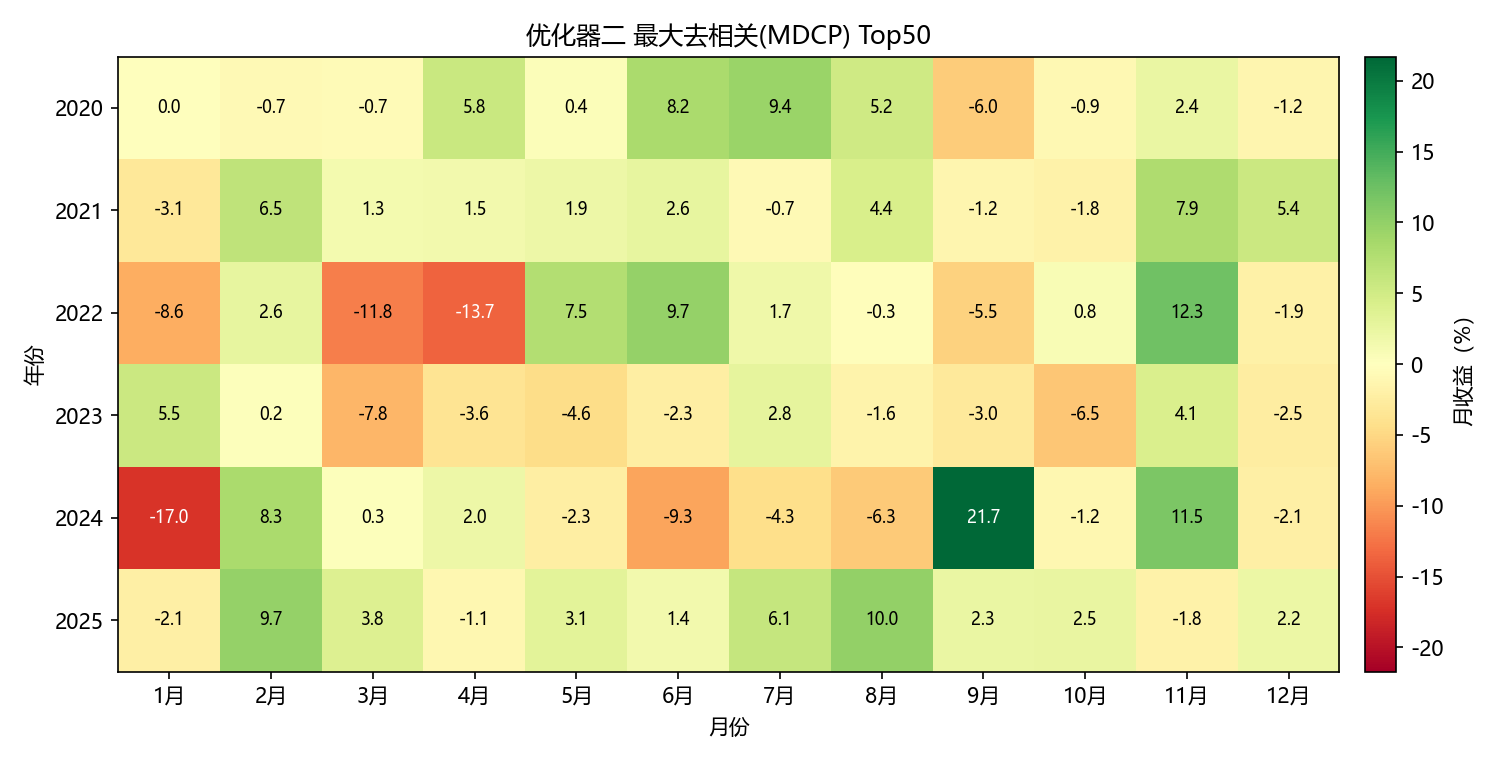 优化器二 最大去相关(MDCP) Top50
年份
2020 0.0 -0.7 -0.7 5.8 0.4 8.2 9.4 5.2 -6.0 -0.9 2.4 -1.2
2021 -3.1 6.5 1.3 1.5 1.9 2.6 -0.7 4.4 -1.2 -1.8 7.9 5.4
2022 -8.6 2.6 -11.8 -13.7 7.5 9.7 1.7 -0.3 -5.5 0.8 12.3 -1.9
2023 5.5 0.2 -7.8 -3.6 -4.6 -2.3 2.8 -1.6 -3.0 -6.5 4.1 -2.5
2024 -17.0 8.3 0.3 2.0 -2.3 -9.3 -4.3 -6.3 21.7 -1.2 11.5 -2.1
2025 -2.1 9.7 3.8 -1.1 3.1 1.4 6.1 10.0 2.3 2.5 -1.8 2.2
1月 2月 3月 4月 5月 6月 7月 8月 9月 10月 11月 12月
月份
20
15
10
5
0
-5
-10
-15
-20
月收益 (%)